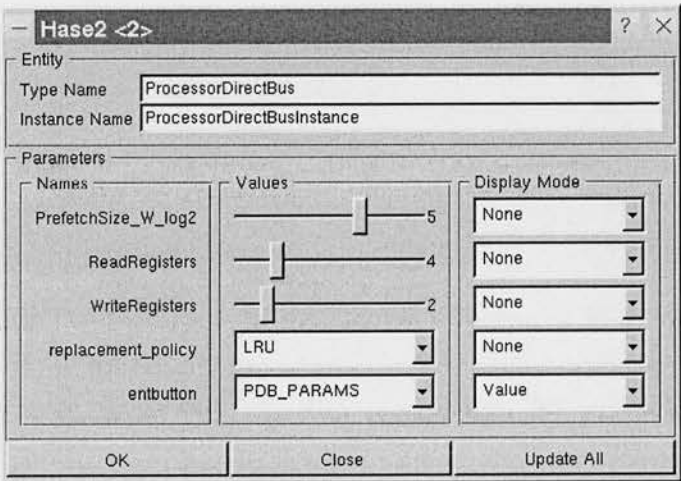 Hase2 <2> ?
Entity
Type Name ProcessorDirectBus
Instance Name ProcessorDirectBusInstance
Parameters
Names Values Display Mode
PrefetchSize_W_log2 5 None
ReadRegisters 4 None
WriteRegisters 2 None
replacement_policy LRU None
entbutton PDB_PARAMS Value
OK Close Update All